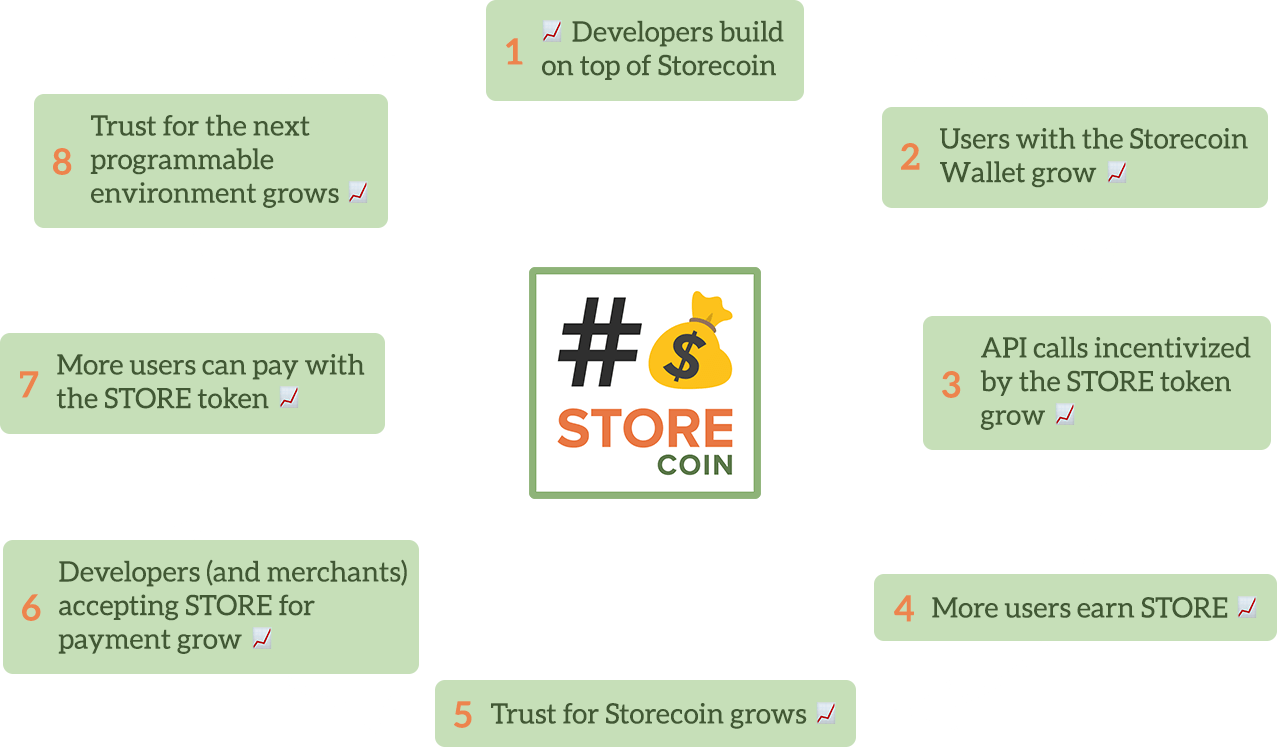 1
📈 Developers build
on top of Storecoin
2
Users with the Storecoin
Wallet grow 📈
3
API calls incentivized
by the STORE token
grow 📈
4
More users earn STORE 📈
5
Trust for Storecoin grows 📈
6
Developers (and merchants)
accepting STORE for
payment grow 📈
7
More users can pay with
the STORE token 📈
8
Trust for the next
programmable
environment grows 📈
# $
STORE
COIN